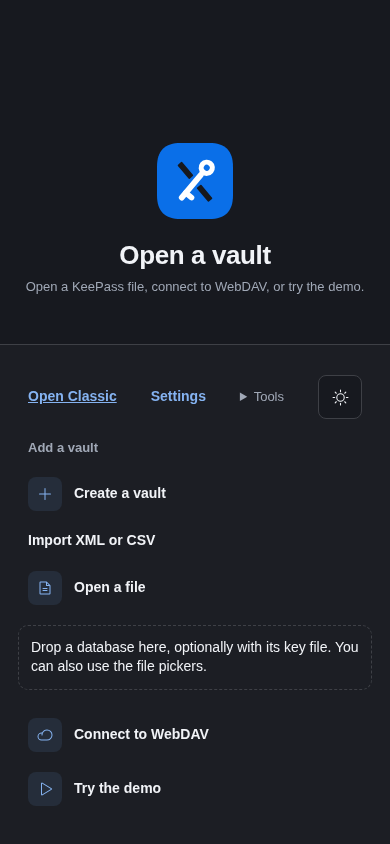 Open a vault
Open a KeePass file, connect to WebDAV, or try the demo.
Open Classic
Settings
Tools
Add a vault
Create a vault
Import XML or CSV
Open a file
Drop a database here, optionally with its key file. You
can also use the file pickers.
Connect to WebDAV
Try the demo